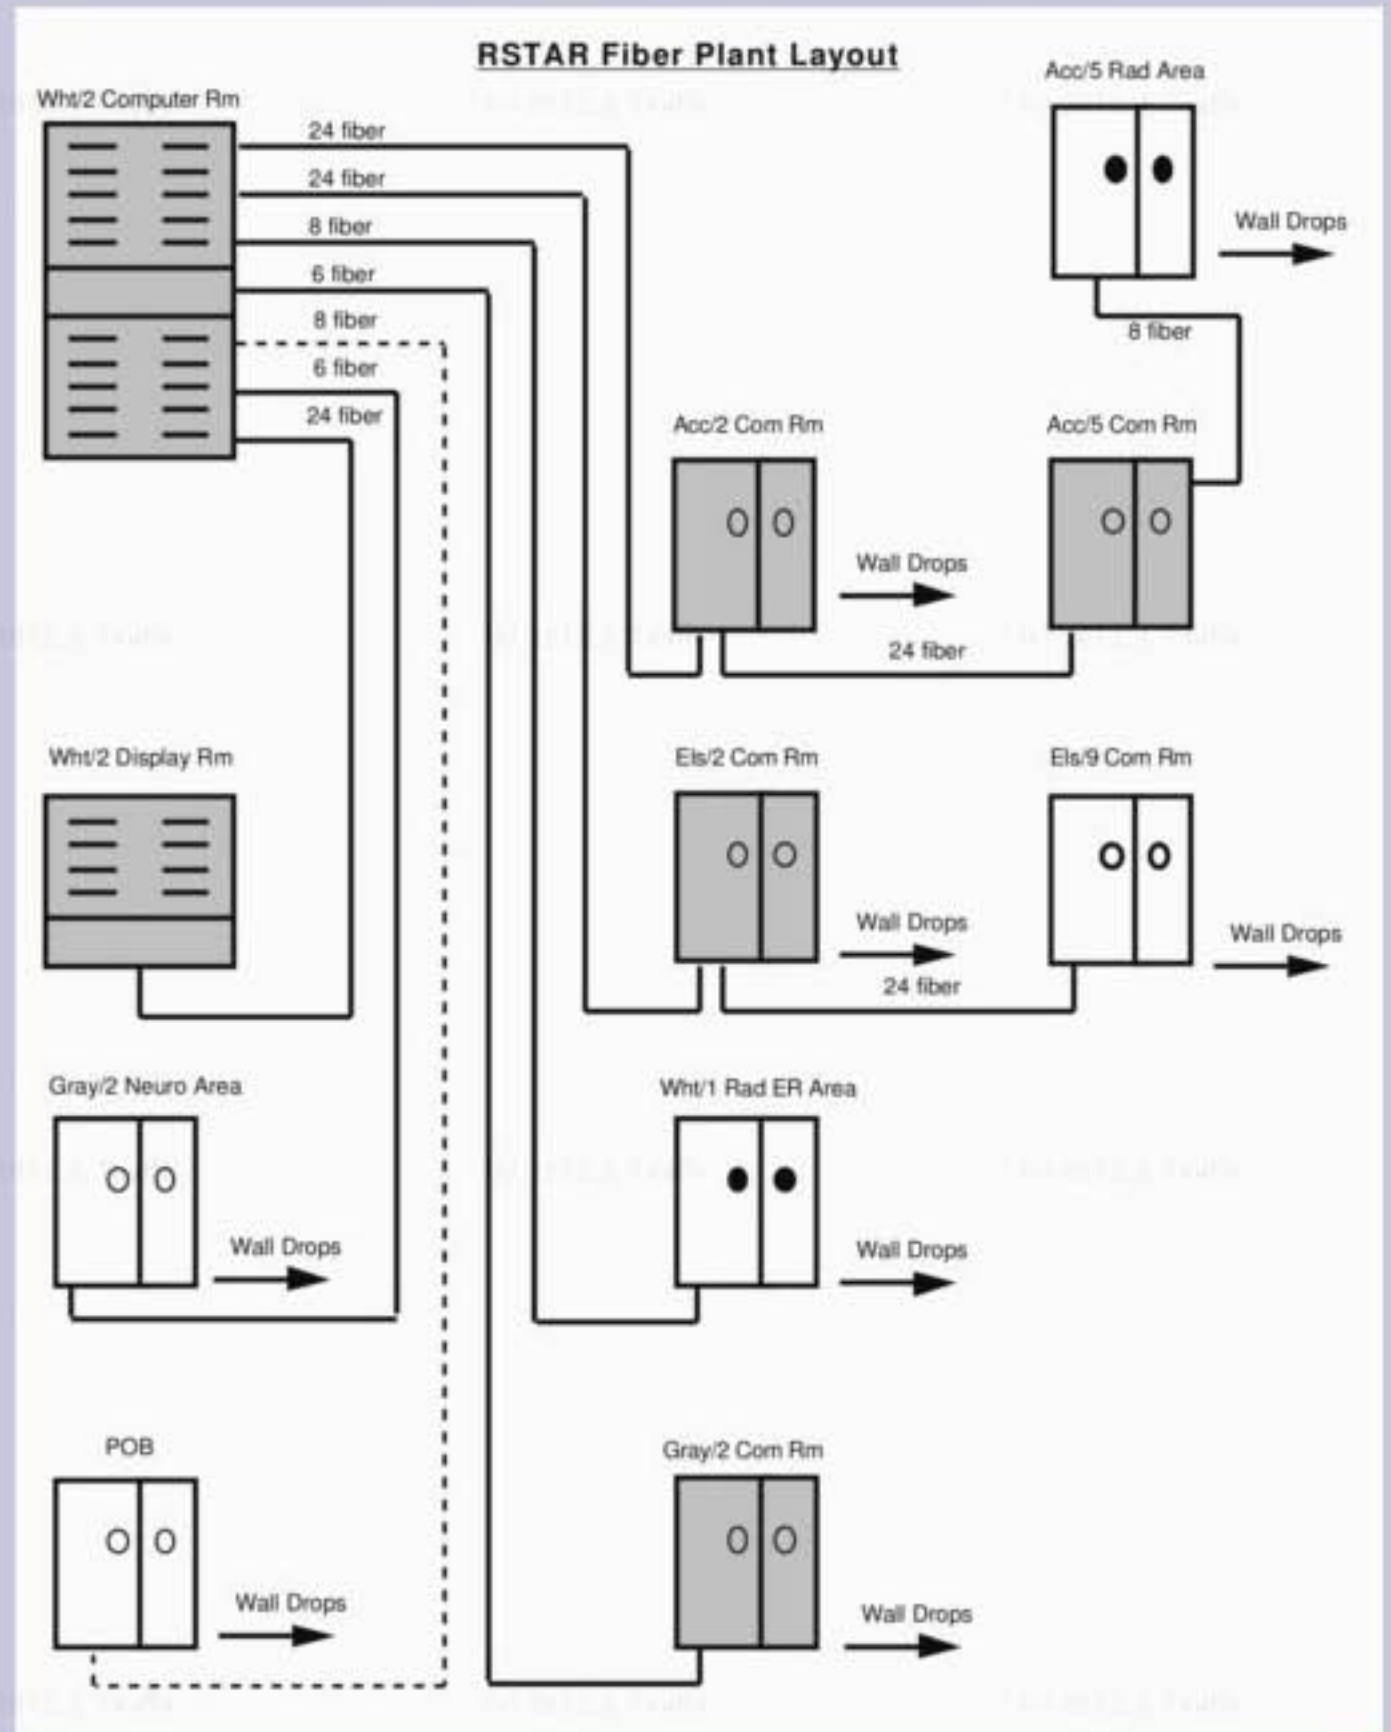 RSTAR Fiber Plant Layout
Acc/5 Rad Area
Wht/2 Computer Rm
24 fiber
24 fiber
8 fiber
6 fiber
8 fiber
6 fiber
24 fiber
Wall Drops
8 fiber
Acc/2 Com Rm
Acc/5 Com Rm
Wall Drops
24 fiber
Wht/2 Display Rm
Els/2 Com Rm
Els/9 Com Rm
Wall Drops
Wall Drops
24 fiber
Gray/2 Neuro Area
Wht/1 Rad ER Area
Wall Drops
Wall Drops
POB
Gray/2 Com Rm
Wall Drops
Wall Drops